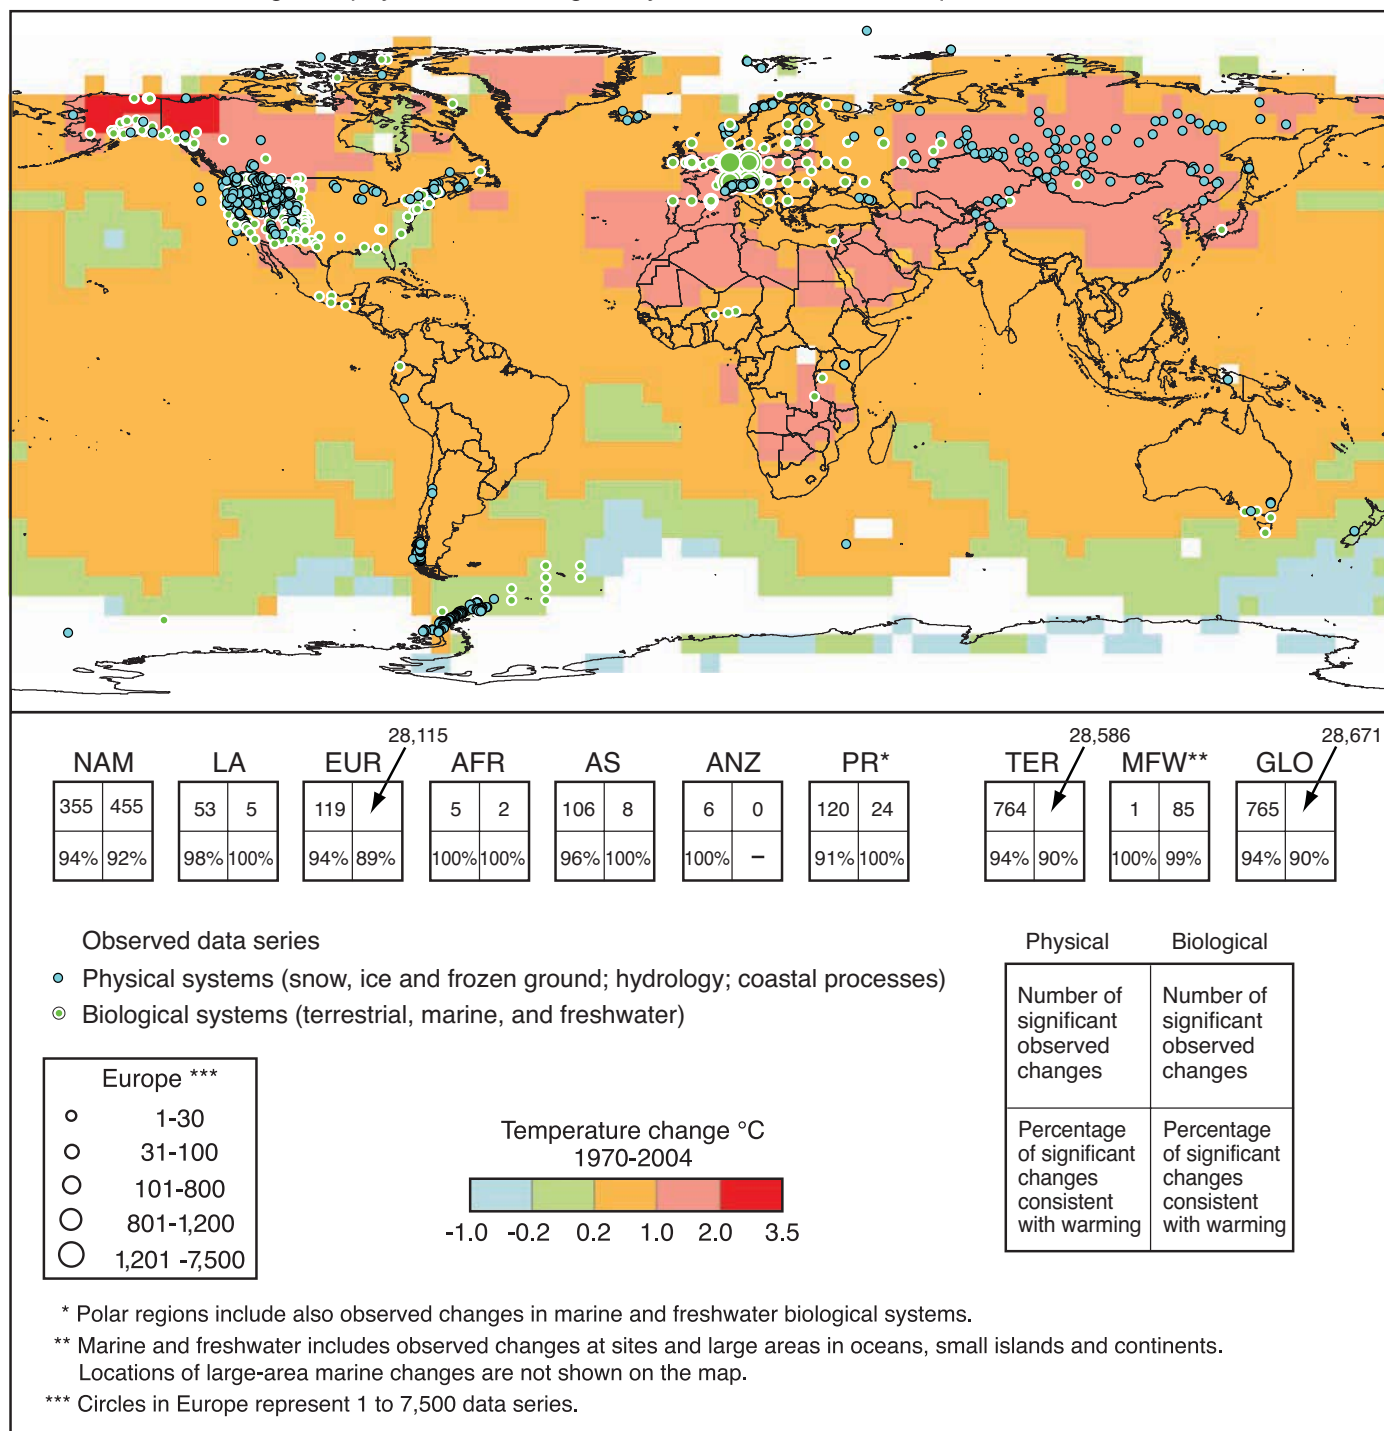 28,115
28,586
28,671
NAM LA EUR AFR AS ANZ PR* TER MFW** GLO
355 455 53 5 119 5 2 106 8 6 0 120 24 764 1 85 765
94% 92% 98% 100% 94% 89% 100% 100% 96% 100% 100% – 91% 100% 94% 90% 100% 99% 94% 90%
Observed data series
Physical systems (snow, ice and frozen ground; hydrology; coastal processes)
Biological systems (terrestrial, marine, and freshwater)
Europe ***
1-30
31-100
101-800
801-1,200
1,201 -7,500
Temperature change °C
1970-2004
-1.0 -0.2 0.2 1.0 2.0 3.5
Physical Biological
Number of
significant
observed
changes
Number of
significant
observed
changes
Percentage
of significant
changes
consistent
with warming
Percentage
of significant
changes
consistent
with warming
* Polar regions include also observed changes in marine and freshwater biological systems.
** Marine and freshwater includes observed changes at sites and large areas in oceans, small islands and continents.
Locations of large-area marine changes are not shown on the map.
*** Circles in Europe represent 1 to 7,500 data series.